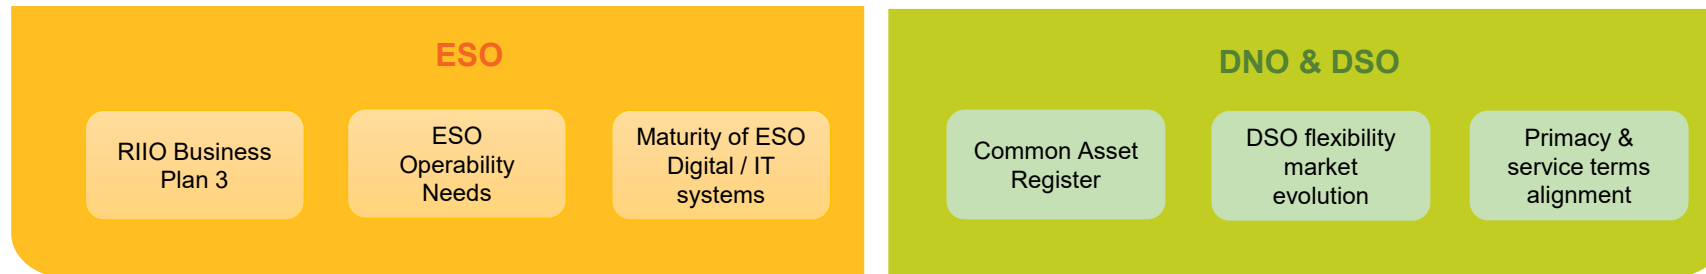 ESO
RIIO Business
Plan 3
ESO
Operability
Needs
Maturity of ESO
Digital / IT
systems
DNO & DSO
Common Asset
Register
DSO flexibility
market
evolution
Primacy &
service terms
alignment